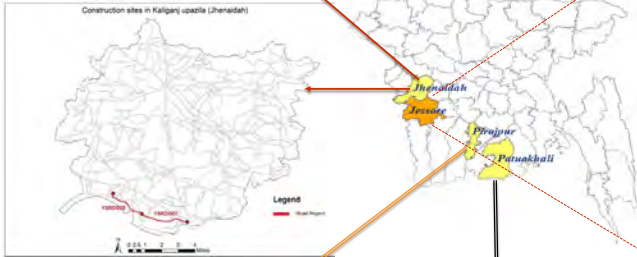 Construction sites in Kaliganj upazila (Jhenaidah)
Jhenaidah
Jessore
Pirojpur
Patuakhali
Legend
Road Project
N
Miles